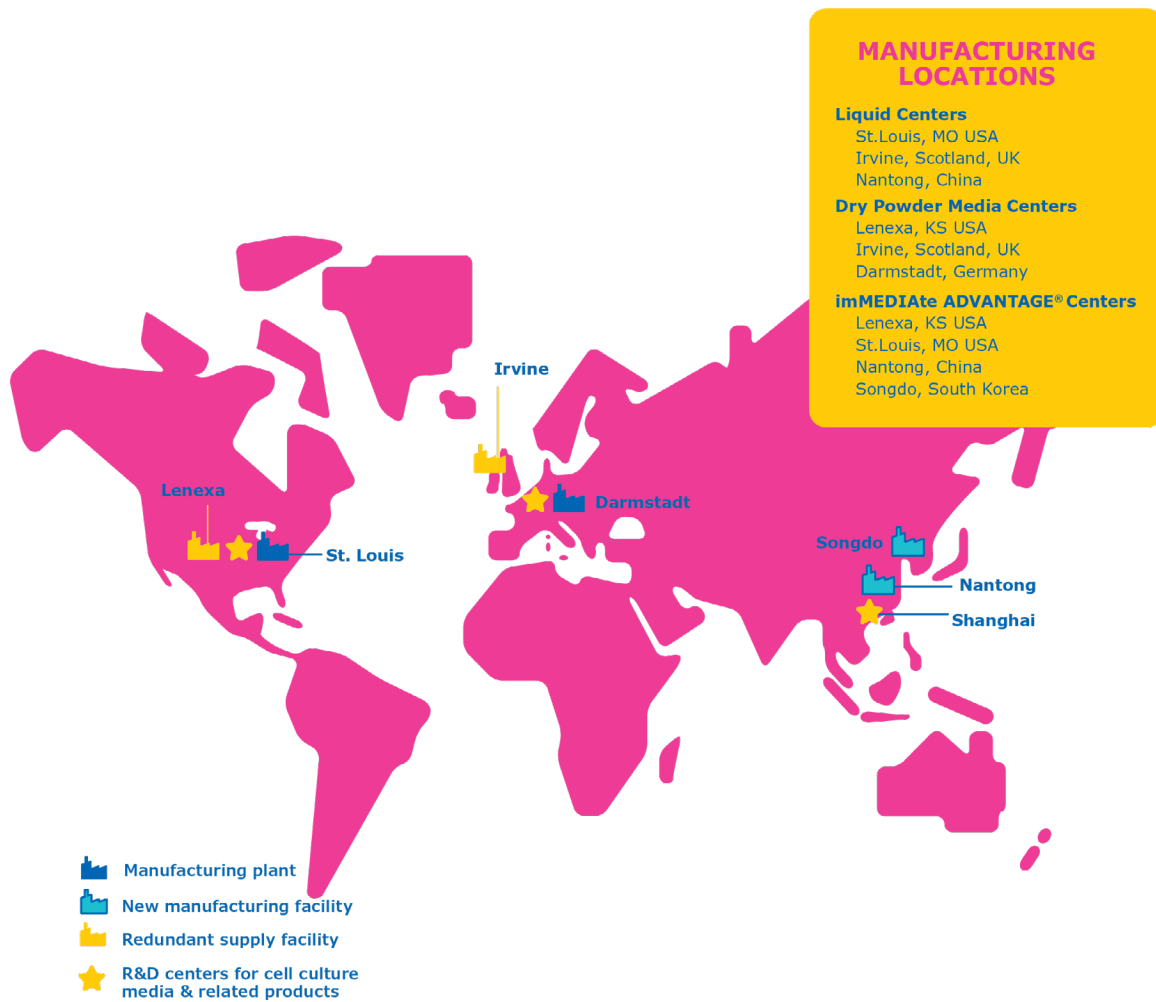 MANUFACTURING
LOCATIONS
Liquid Centers
St.Louis, MO USA
Irvine, Scotland, UK
Nantong, China
Dry Powder Media Centers
Lenexa, KS USA
Irvine, Scotland, UK
Darmstadt, Germany
imMEDIAte ADVANTAGE® Centers
Lenexa, KS USA
St.Louis, MO USA
Nantong, China
Songdo, South Korea
Irvine
Lenexa
Darmstadt
St. Louis
Songdo
Nantong
Shanghai
Manufacturing plant
New manufacturing facility
Redundant supply facility
R&D centers for cell culture
media & related products